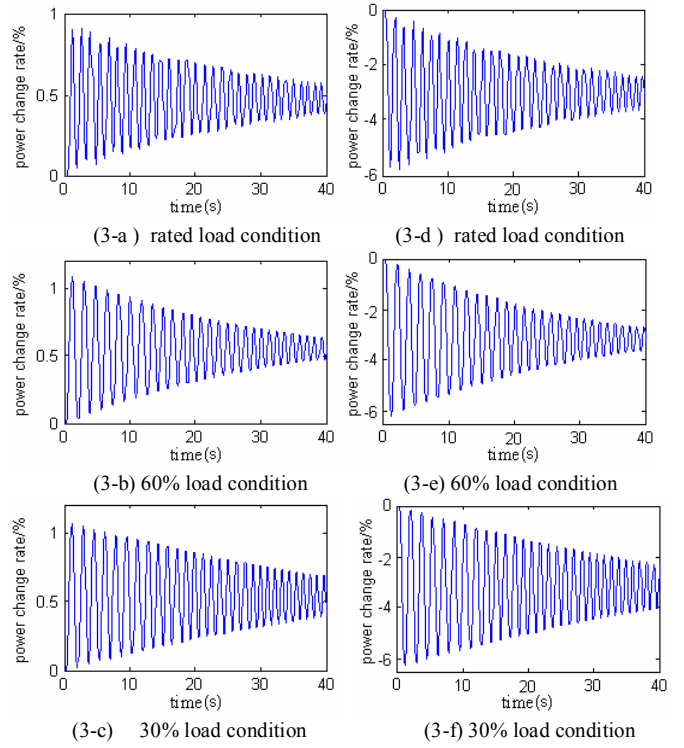 power change rate/%
1
0.5
0
0 10 20 30 40
time(s)
(3-a ) rated load condition
power change rate/%
0
-2
-4
-6
0 10 20 30 40
time(s)
(3-d ) rated load condition
power change rate/%
1
0.5
0
0 10 20 30 40
time(s)
(3-b) 60% load condition
power change rate/%
0
-2
-4
-6
0 10 20 30 40
time(s)
(3-e) 60% load condition
power change rate/%
1
0.5
0
0 10 20 30 40
time(s)
(3-c) 30% load condition
power change rate/%
0
-2
-4
-6
0 10 20 30 40
time(s)
(3-f) 30% load condition